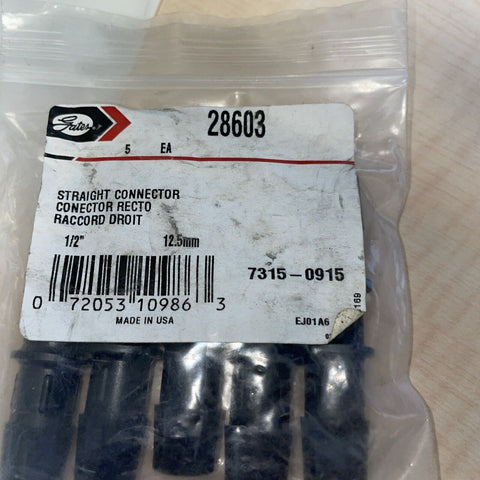 Gates
28603
5 EA
STRAIGHT CONNECTOR
CONECTOR RECTO
RACCORD DROIT
1/2" 12.5mm
7315-0915
0 72053 10986 3
MADE IN USA
EJ01A6
169